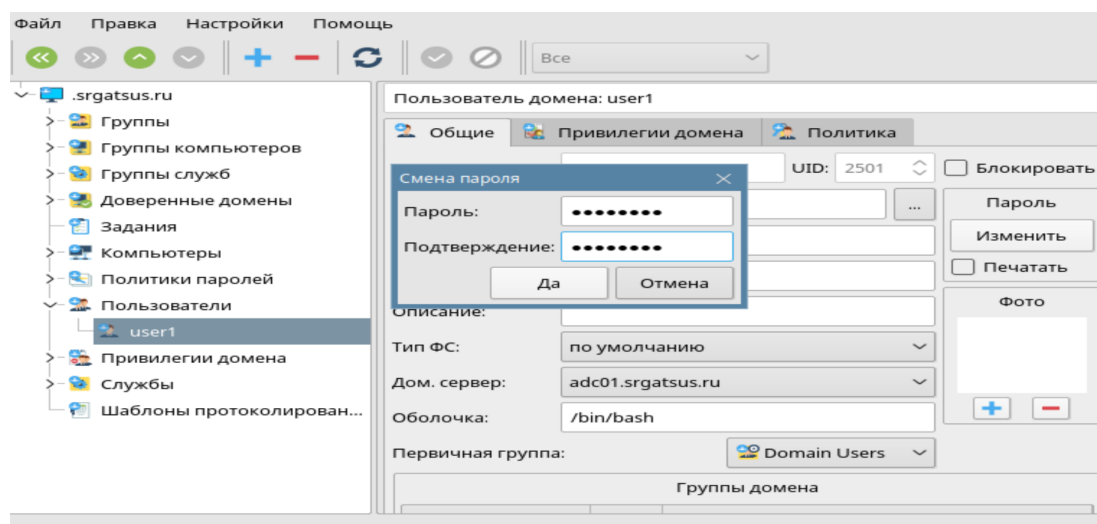 Файл Правка Настройки Помощь
Все
.srgatsus.ru
Группы
Группы компьютеров
Группы служб
Доверенные домены
Задания
Компьютеры
Политики паролей
Пользователи
user1
Привилегии домена
Службы
Шаблоны протоколирован...
Пользователь домена: user1
Общие Привилегии домена Политика
UID: 2501 Блокировать
Смена пароля
Пароль: ●●●●●●●●
Подтверждение: ●●●●●●●●
Да Отмена
...
Пароль
Изменить
Печатать
Фото
Описание:
Тип ФС: по умолчанию
Дом. сервер: adc01.srgatsus.ru
Оболочка: /bin/bash
Первичная группа: Domain Users
Группы домена